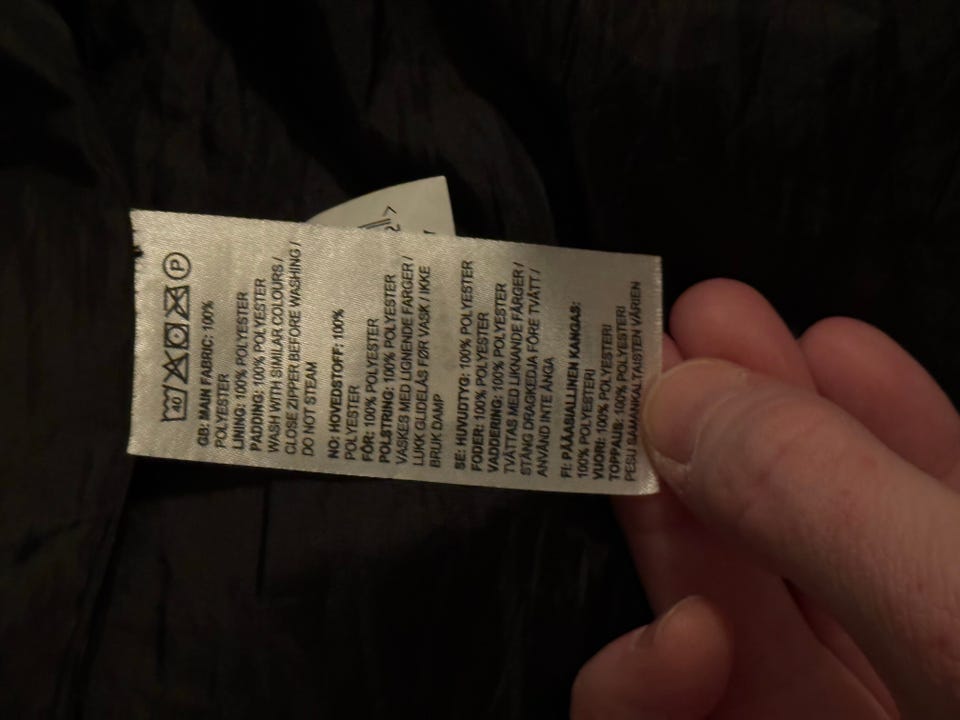 40 P
GB: MAIN FABRIC: 100%
POLYESTER
LINING: 100% POLYESTER
PADDING: 100% POLYESTER
WASH WITH SIMILAR COLOURS /
CLOSE ZIPPER BEFORE WASHING /
DO NOT STEAM
NO: HOVEDSTOFF: 100%
POLYESTER
FÔR: 100% POLYESTER
POLSTRING: 100% POLYESTER
VASKES MED LIGNENDE FARGER /
LUKK GLIDELÅS FØR VASK / IKKE
BRUK DAMP
SE: HUVUDTYG: 100% POLYESTER
FODER: 100% POLYESTER
VADDERING: 100% POLYESTER
TVÄTTAS MED LIKNANDE FÄRGER /
STÄNG DRAGKEDJA FÖRE TVÄTT /
ANVÄND INTE ÅNGA
FI: PÄÄASIALLINEN KANGAS:
100% POLYESTERI
VUORI: 100% POLYESTERI
TOPPAUS: 100% POLYESTERI
PESU SAMANKALTAISTEN VÄRIEN